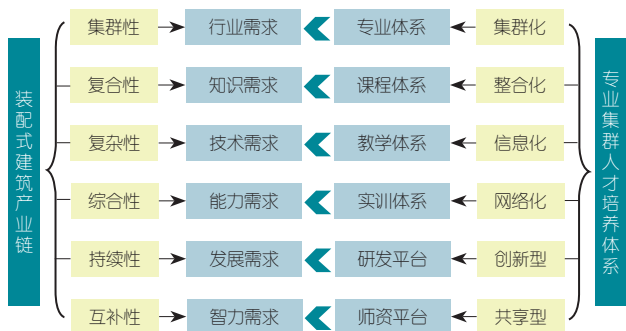 装配式建筑产业链
集群性 行业需求 专业体系 集群化
复合性 知识需求 课程体系 整合化
复杂性 技术需求 教学体系 信息化
综合性 能力需求 实训体系 网络化
持续性 发展需求 研发平台 创新型
互补性 智力需求 师资平台 共享型
专业集群人才培养体系